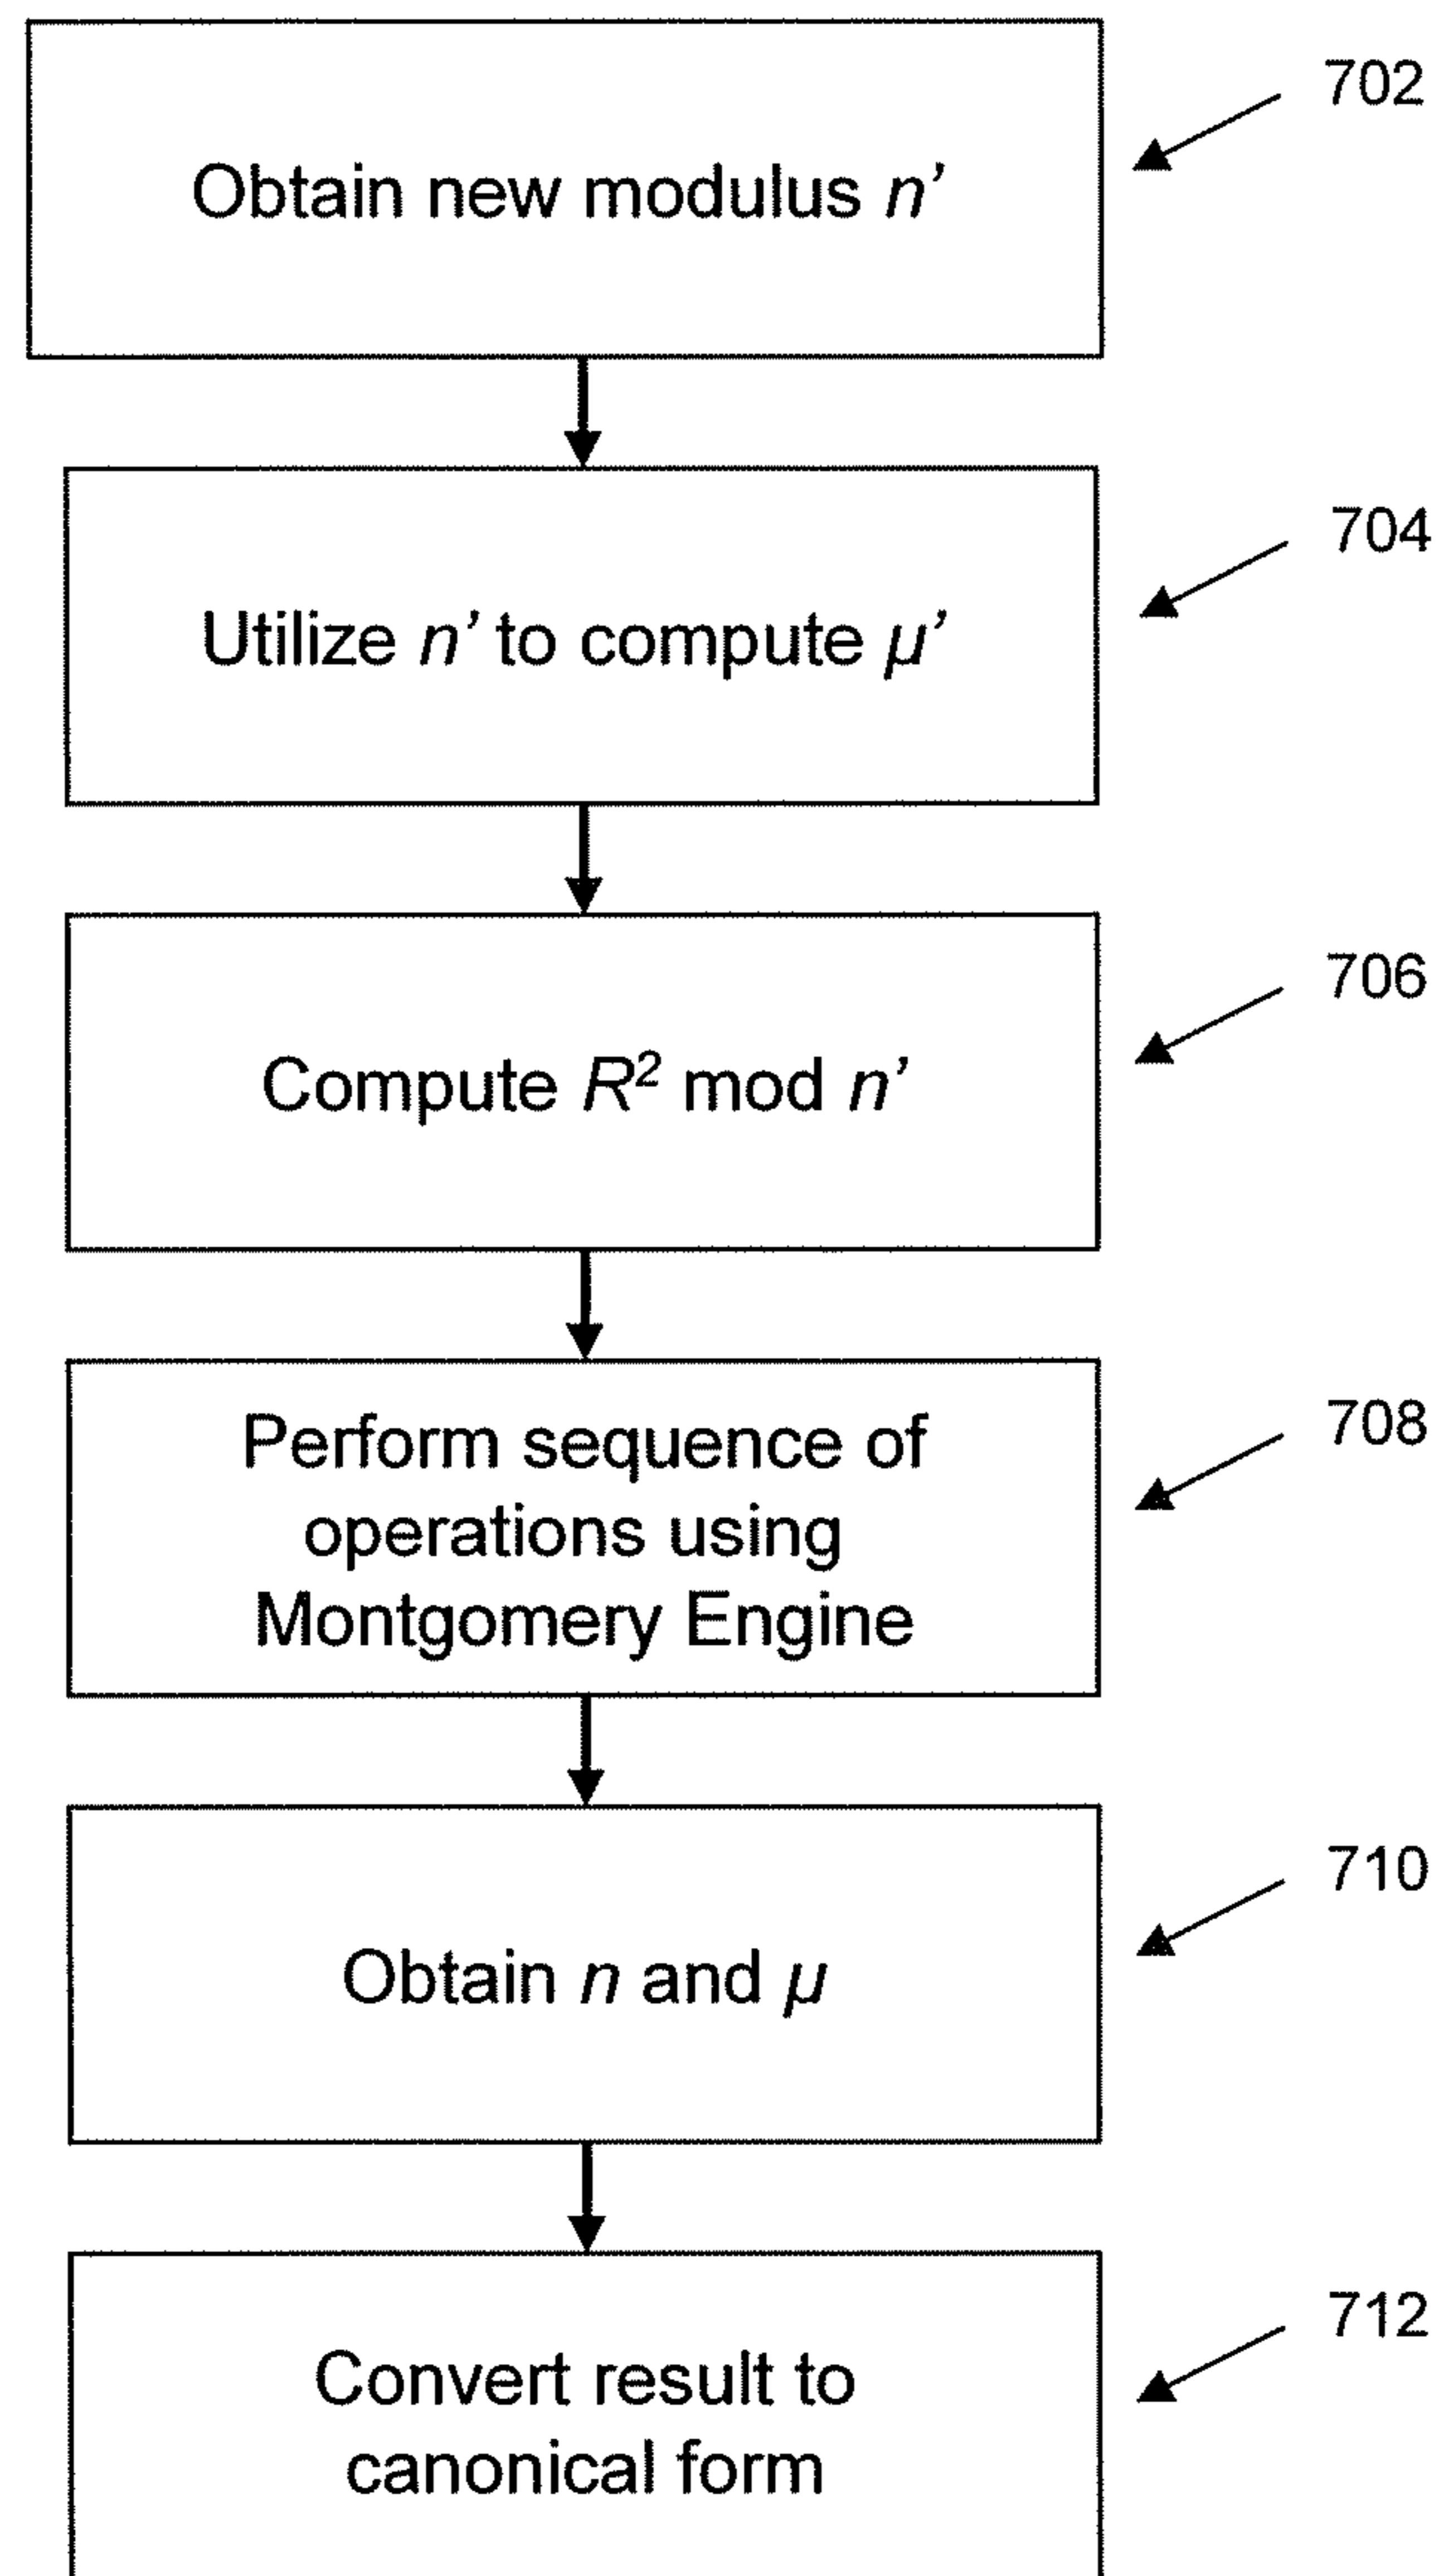 702
Obtain new modulus n’
704
Utilize n’ to compute μ’
706
Compute R² mod n’
708
Perform sequence of
operations using
Montgomery Engine
710
Obtain n and μ
712
Convert result to
canonical form